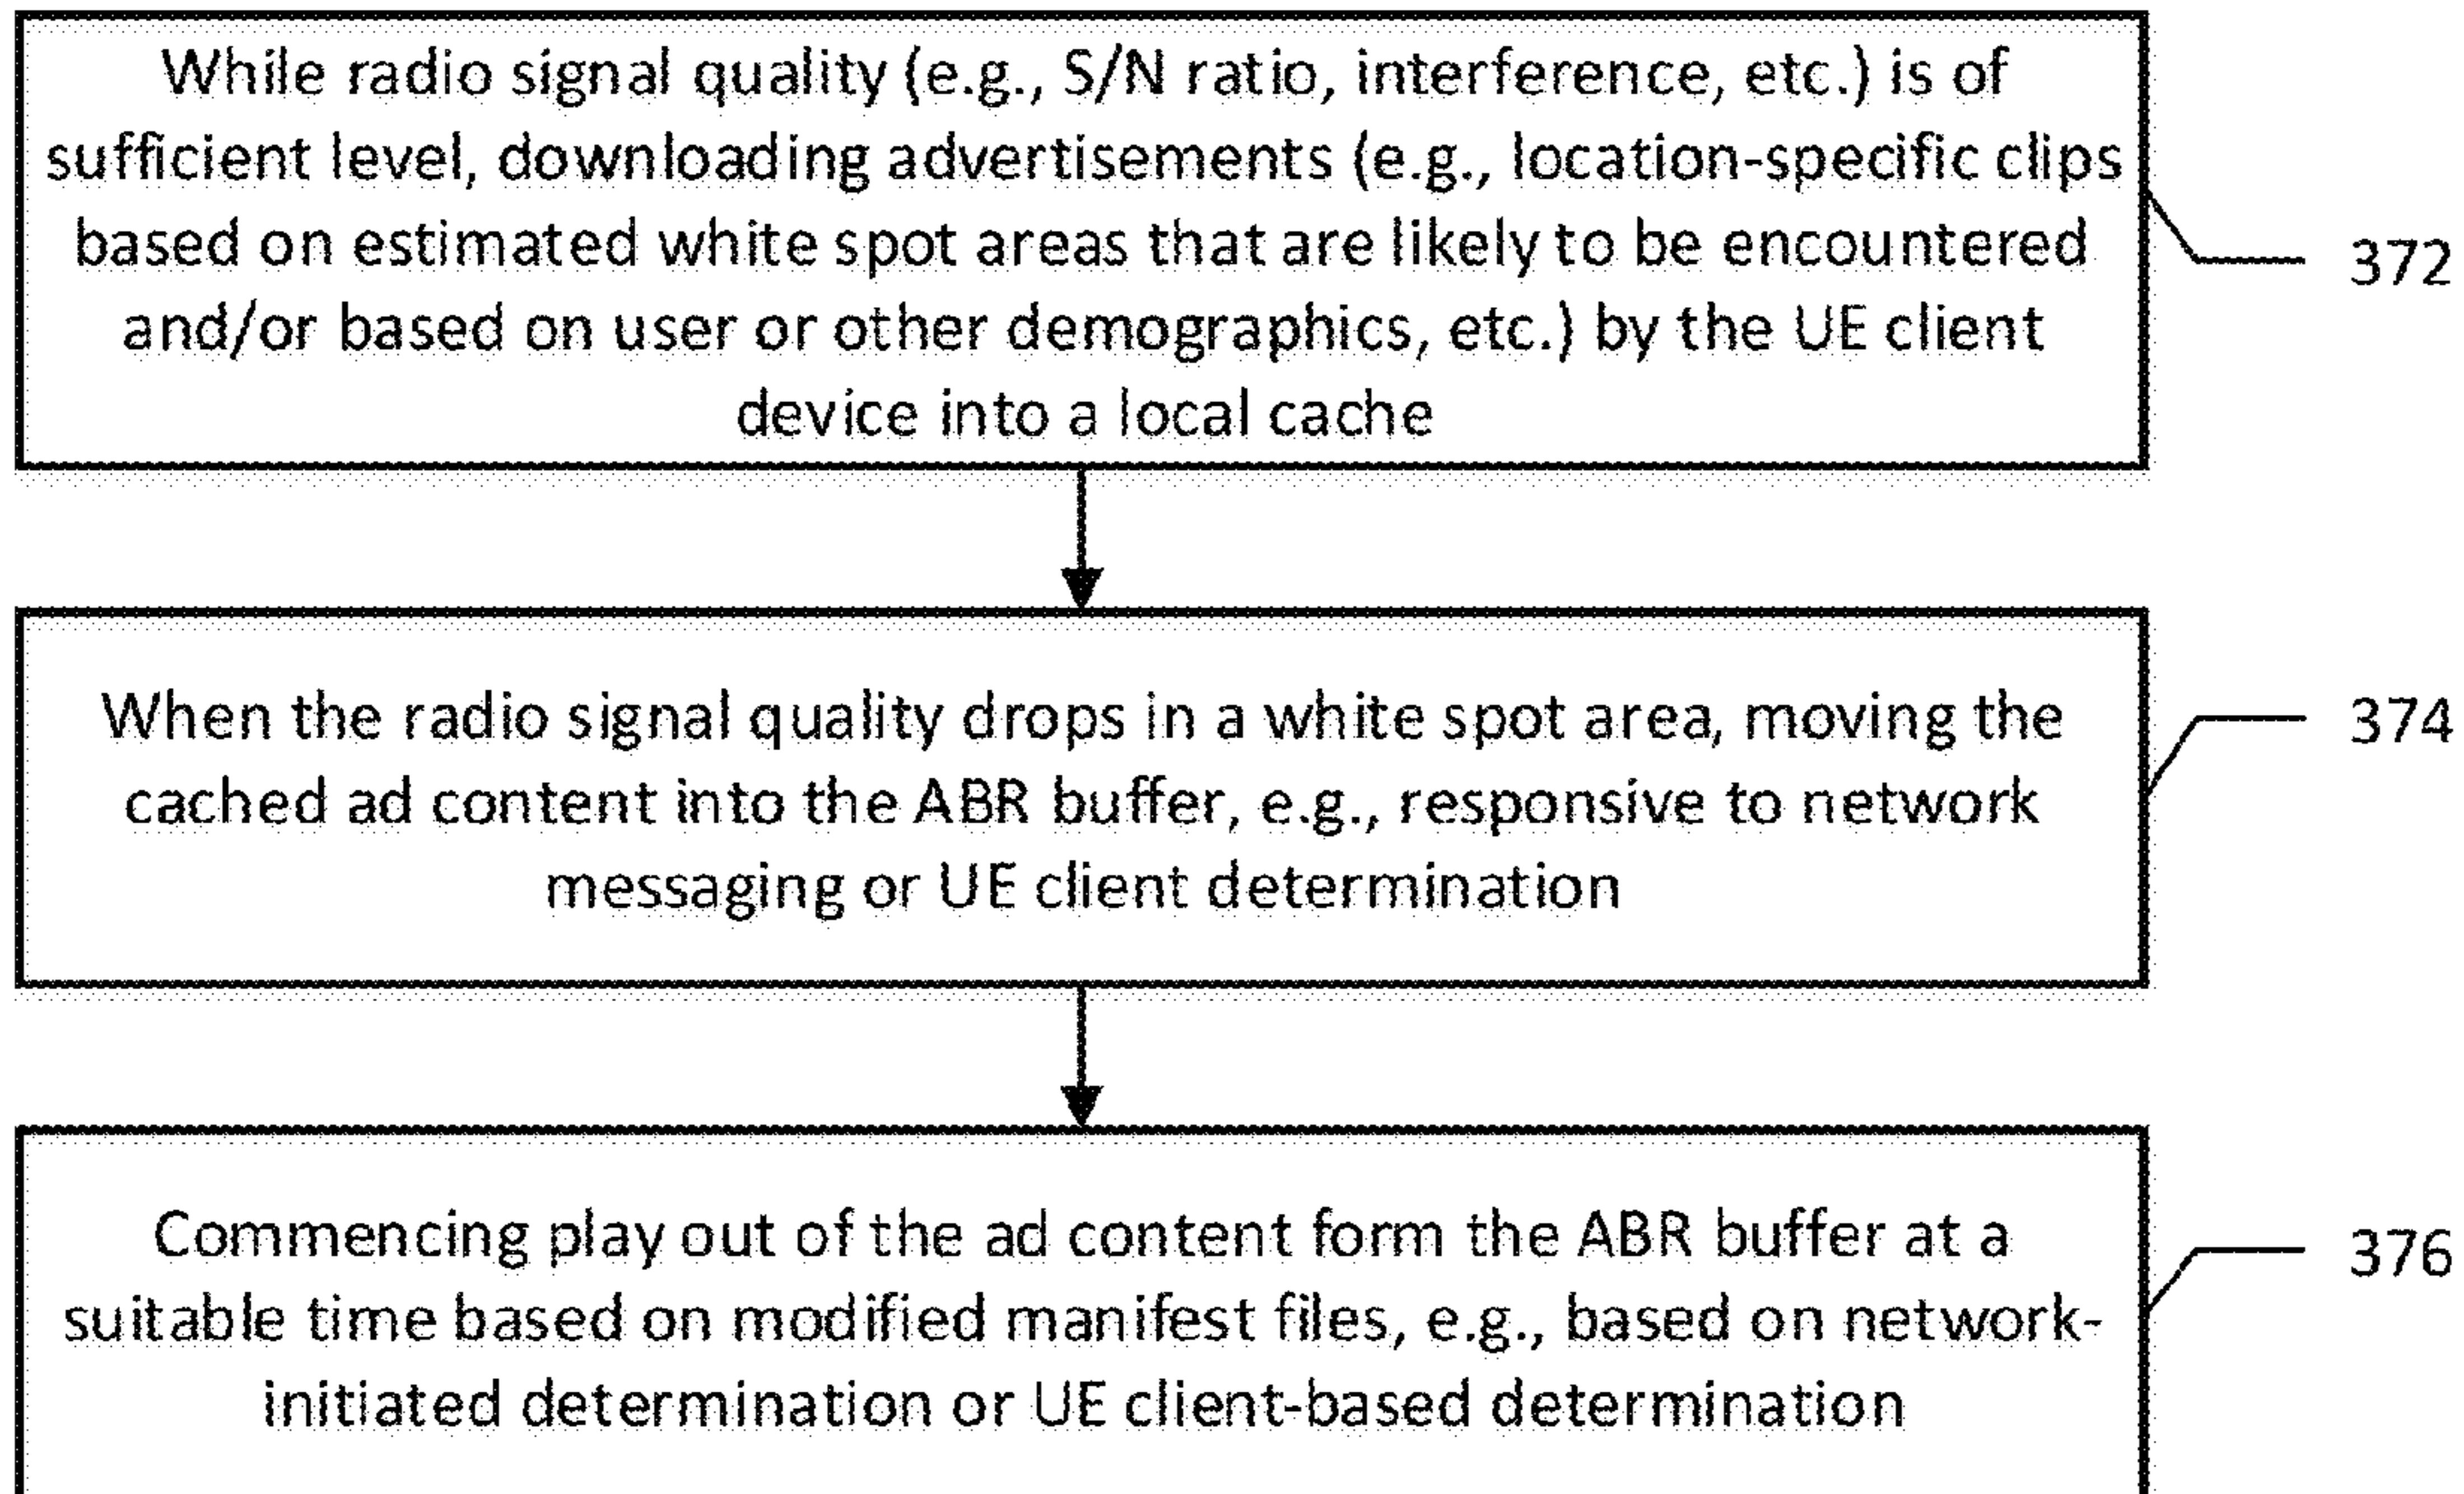 While radio signal quality (e.g., S/N ratio, interference, etc.) is of
sufficient level, downloading advertisements (e.g., location-specific clips
based on estimated white spot areas that are likely to be encountered
and/or based on user or other demographics, etc.) by the UE client
device into a local cache
372
When the radio signal quality drops in a white spot area, moving the
cached ad content into the ABR buffer, e.g., responsive to network
messaging or UE client determination
374
Commencing play out of the ad content form the ABR buffer at a
suitable time based on modified manifest files, e.g., based on network-
initiated determination or UE client-based determination
376